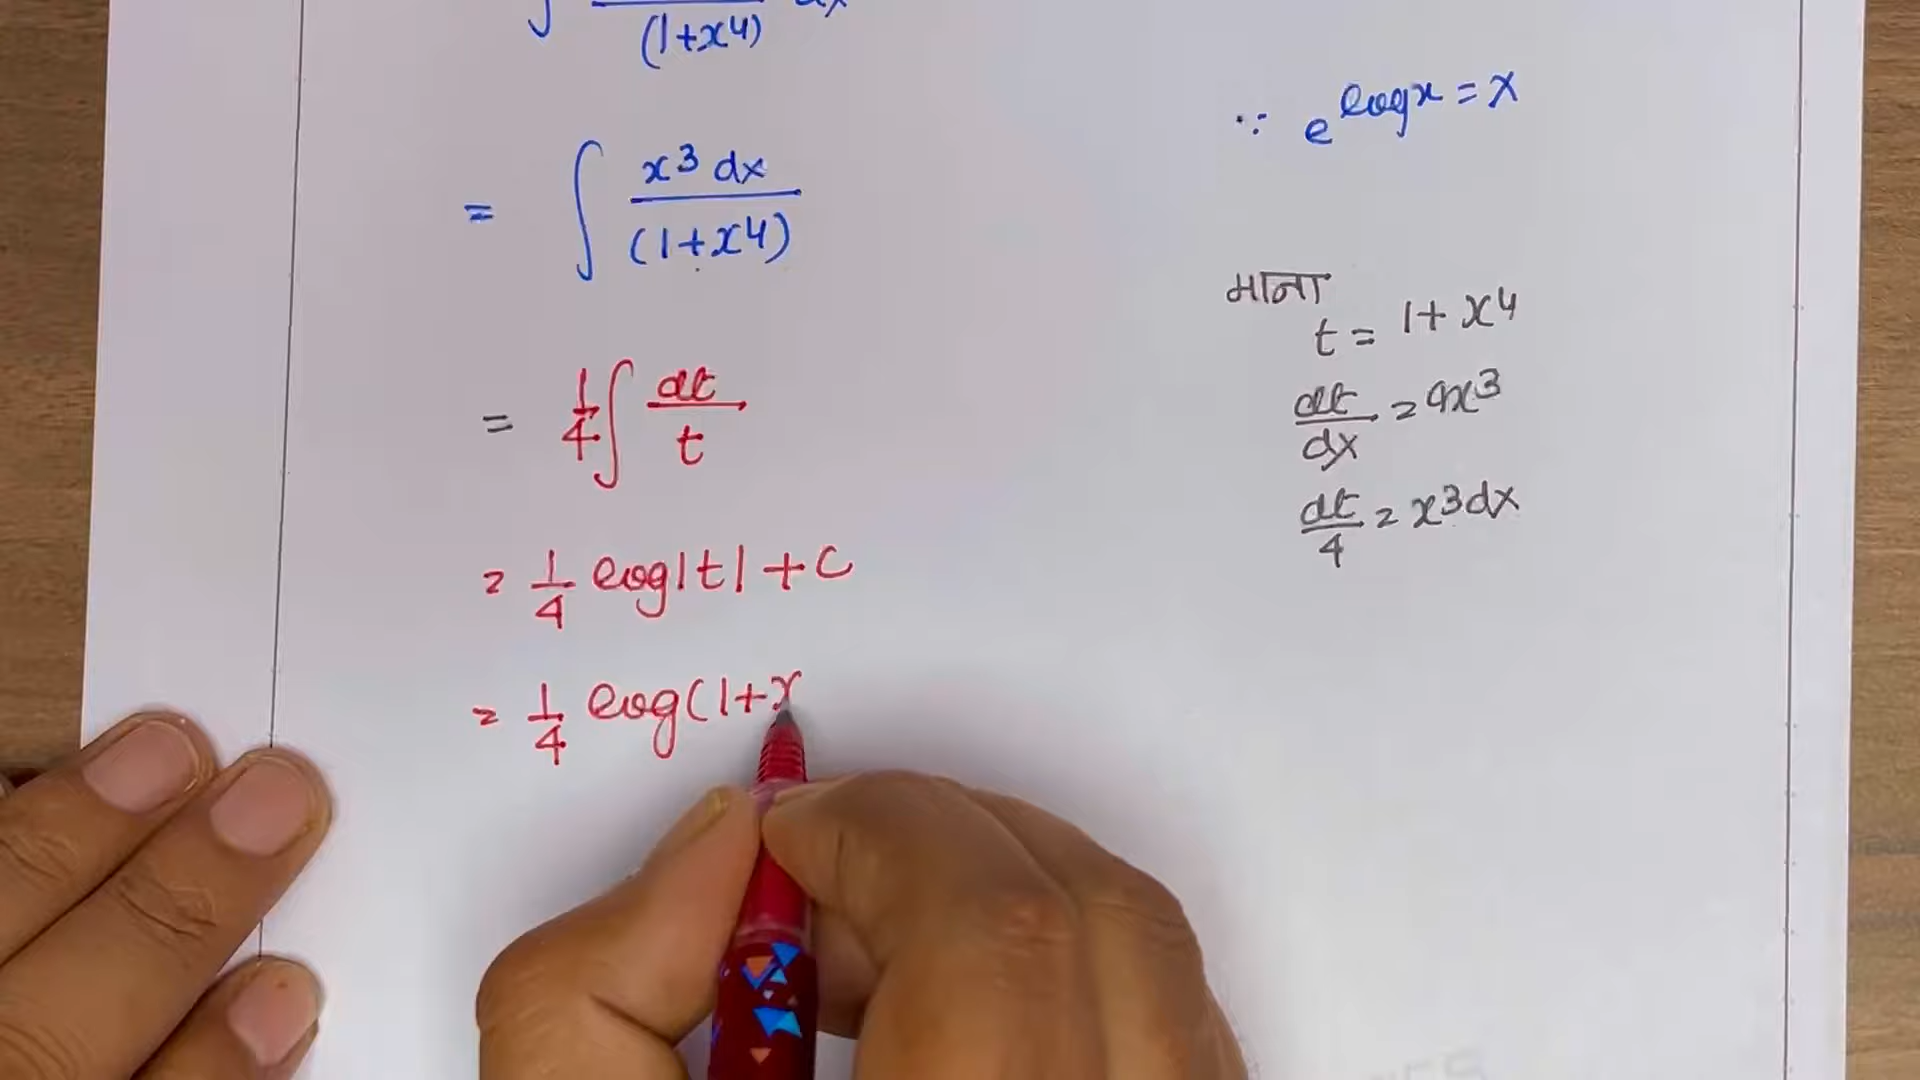 ∫ ─── dx
(1+x⁴)
∵ e^{log x} = x
= ∫ x³ dx / (1+x⁴)
माना
t = 1+x⁴
= 1/4 ∫ dt/t
dt/dx = 4x³
dt/4 = x³dx
= 1/4 log|t| + C
= 1/4 log(1+x